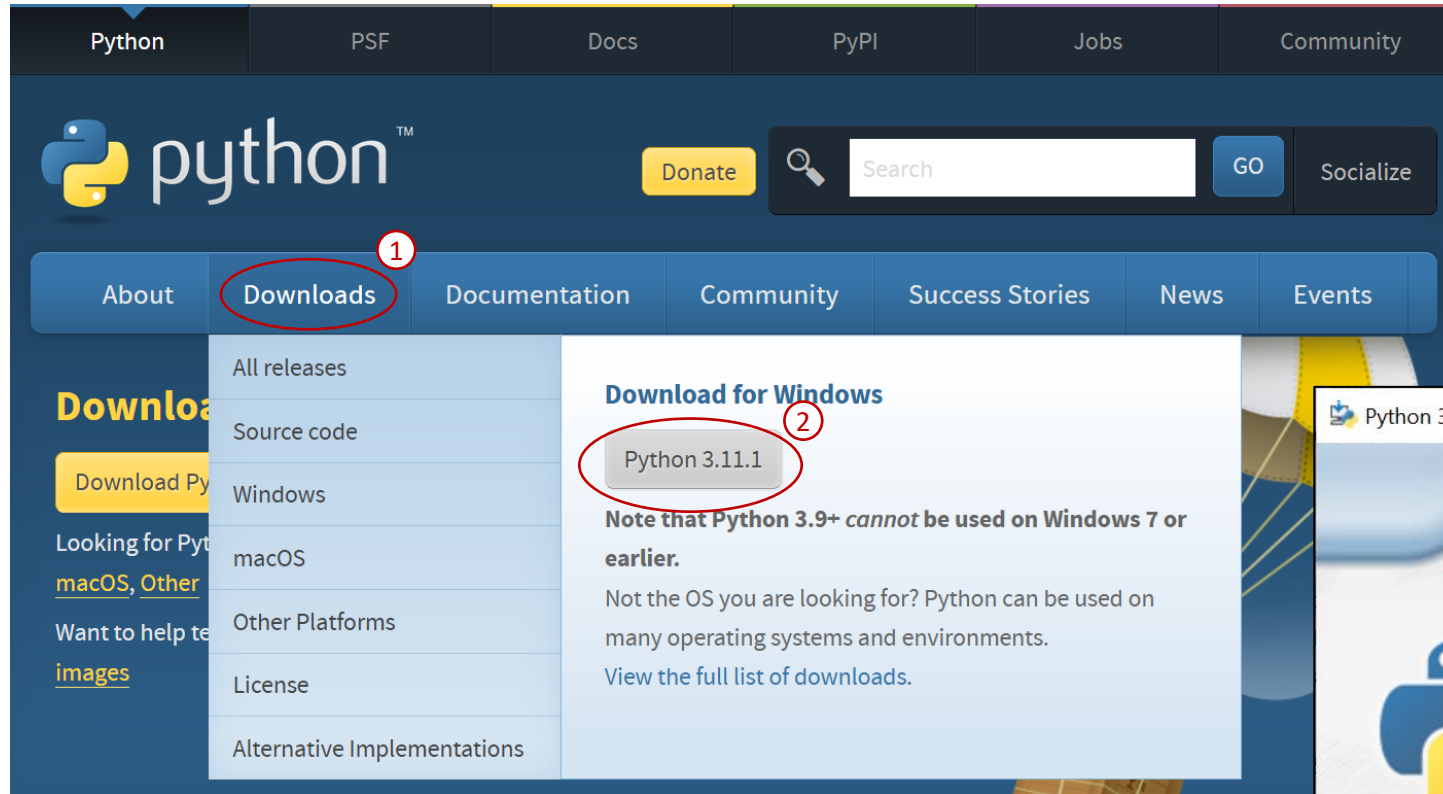 Python PSF Docs PyPI Jobs Community
python™
Donate Search GO Socialize
1
About Downloads Documentation Community Success Stories News Events
All releases
Source code
Windows
macOS
Other Platforms
License
Alternative Implementations
Download for Windows
2
Python 3.11.1
Note that Python 3.9+ cannot be used on Windows 7 or
earlier.
Not the OS you are looking for? Python can be used on
many operating systems and environments.
View the full list of downloads.
Downloa
Download Py
Looking for Pyt
macOS, Other
Want to help te
images
Python 3